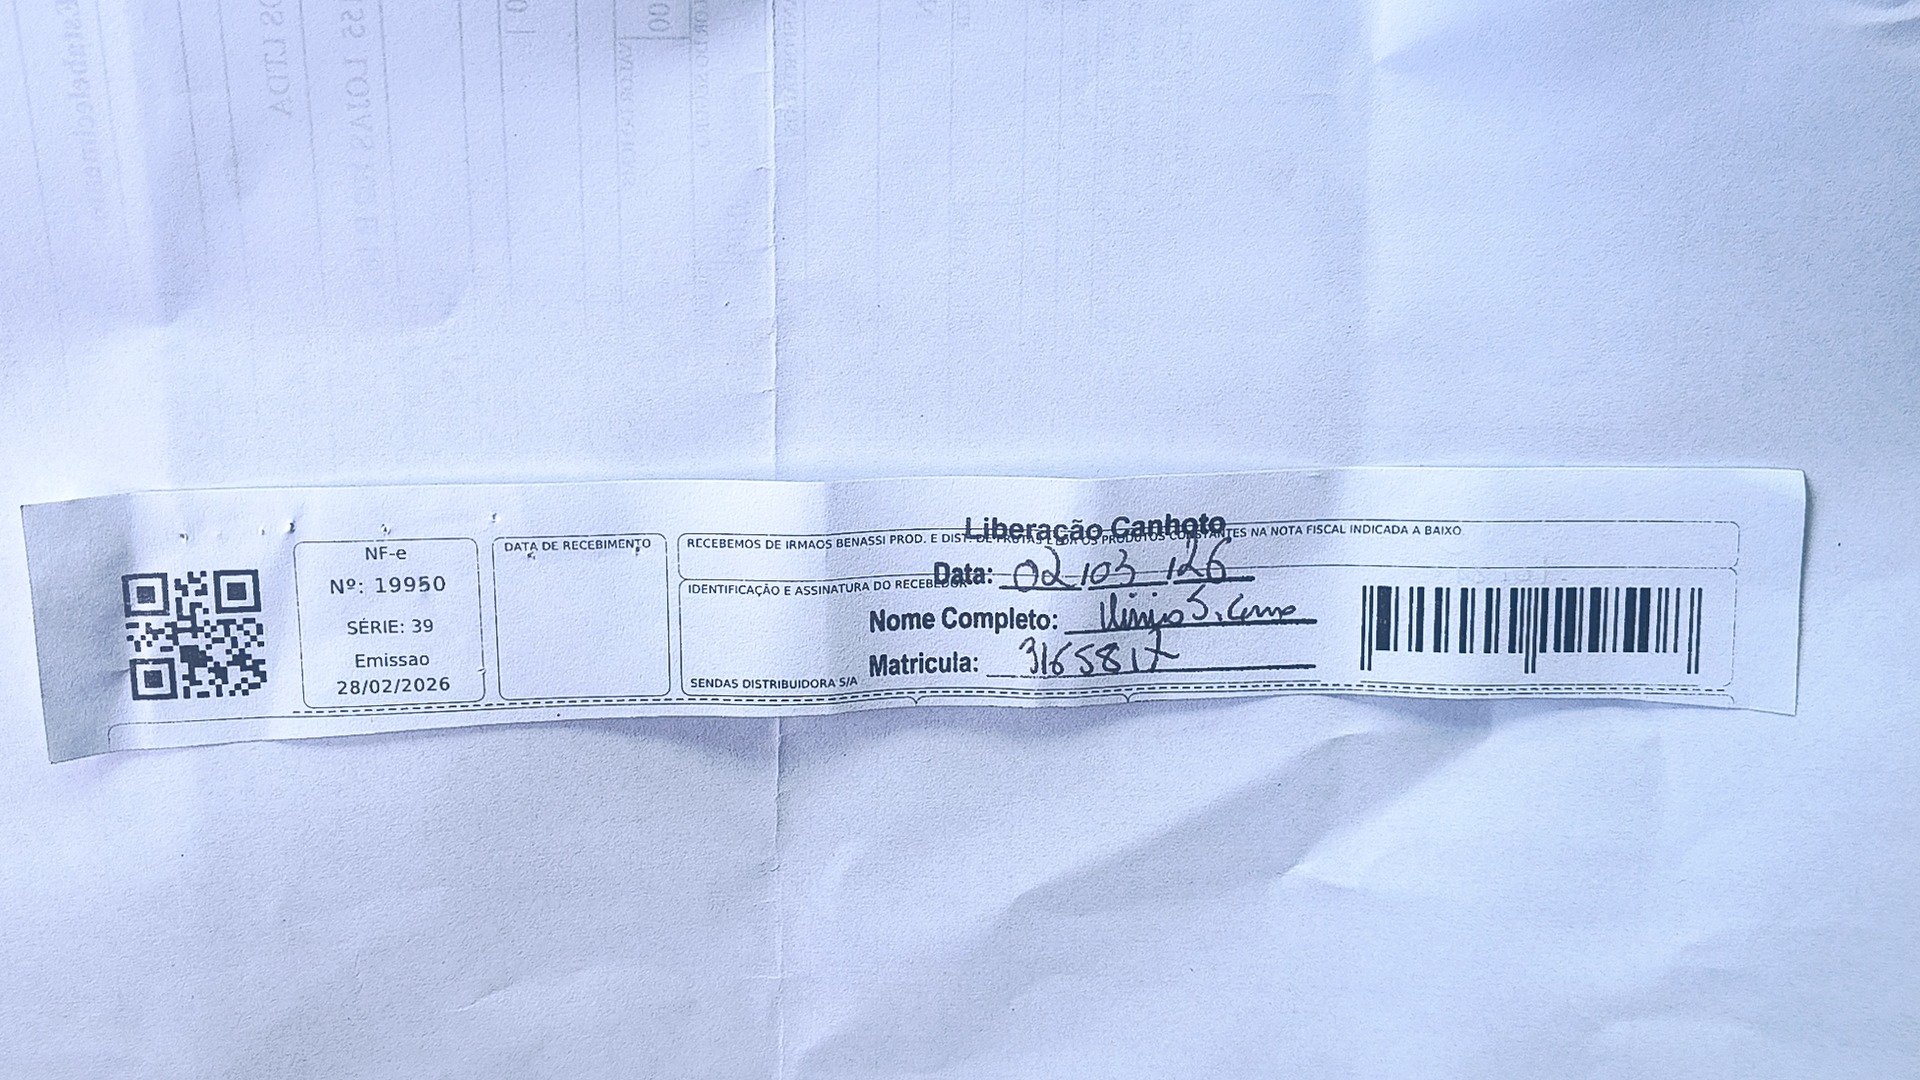 NF-e
Nº: 19950
SÉRIE: 39
Emissao
28/02/2026
DATA DE RECEBIMENTO
RECEBEMOS DE IRMAOS BENASSI PROD. E DIST. DE FRUTAS LTDA OS PRODUTOS CONSTANTES NA NOTA FISCAL INDICADA A BAIXO
IDENTIFICAÇÃO E ASSINATURA DO RECEBEDOR
SENDAS DISTRIBUIDORA S/A
Liberação Canhoto
Data: 02/03/26
Nome Completo:
Matricula: 3165817